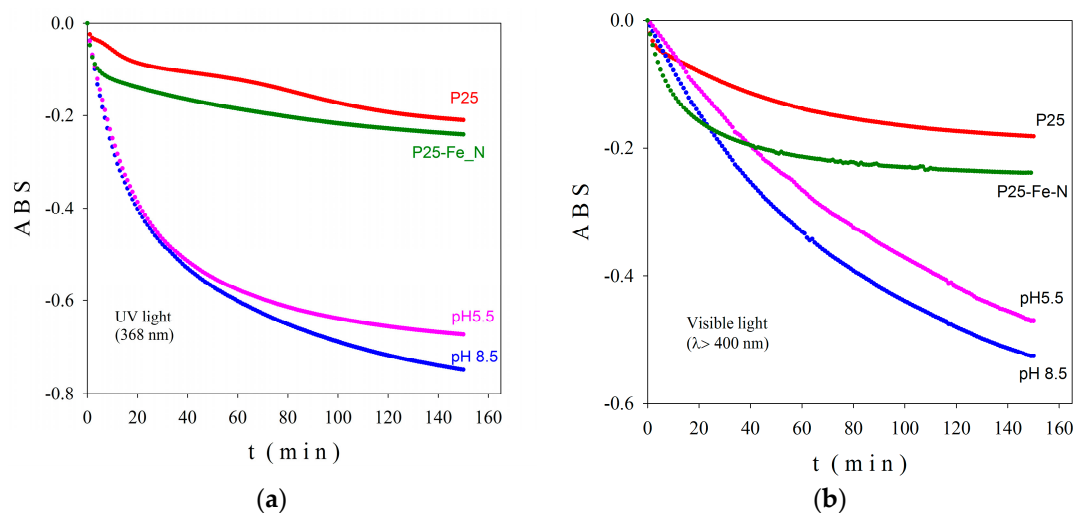 0.0
-0.2
-0.4
-0.6
-0.8
A B S
P25
P25-Fe_N
pH5.5
pH 8.5
UV light
(368 nm)
0 20 40 60 80 100 120 140 160
t ( m i n )
(a)
0.0
-0.2
-0.4
-0.6
A B S
P25
P25-Fe-N
pH5.5
pH 8.5
Visible light
(λ> 400 nm)
0 20 40 60 80 100 120 140 160
t ( m i n )
(b)